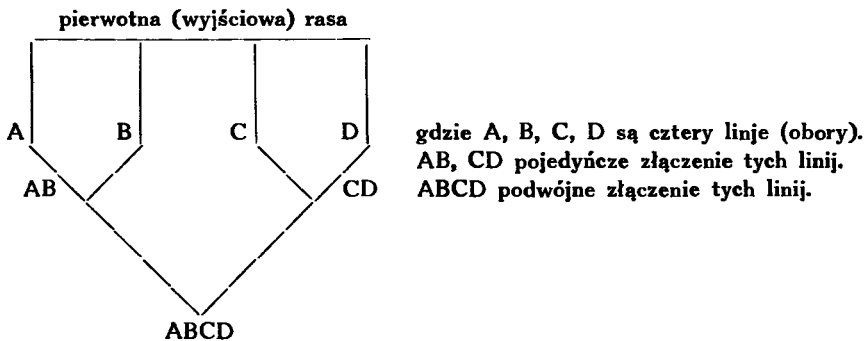 pierwotna (wyjściowa) rasa
A B C D
gdzie A, B, C, D są cztery linje (obory).
AB, CD pojedyńcze złączenie tych linij.
AB CD
ABCD podwójne złączenie tych linij.
ABCD